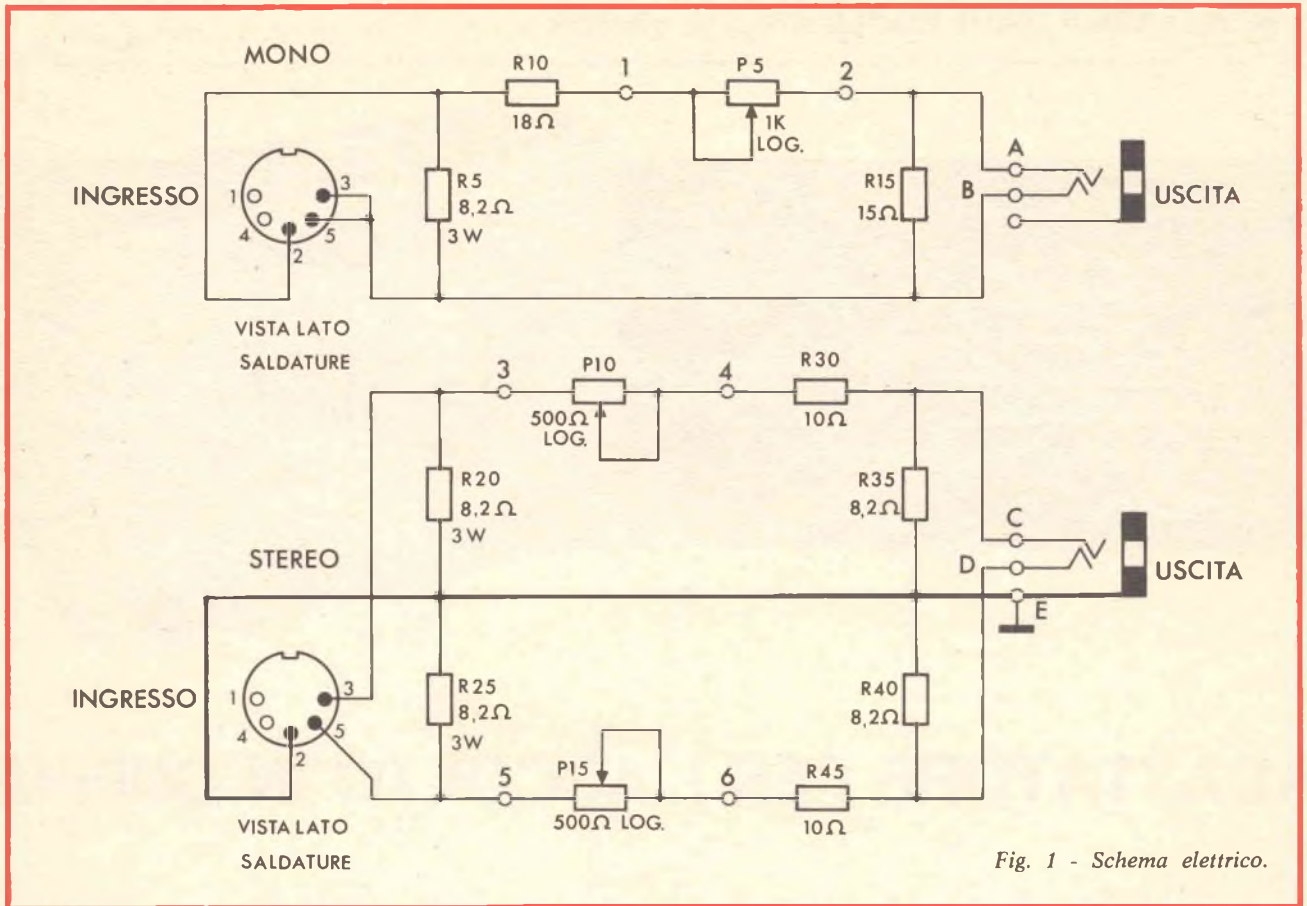 MONO
R10
18Ω
1
P5
1K
LOG.
2
INGRESSO
1
4
2
5
3
R5
8,2Ω
3W
R15
15Ω
A
B
USCITA
VISTA LATO
SALDATURE
3
P10
500Ω
LOG.
4
R30
10Ω
R20
8,2Ω
3W
R35
8,2Ω
STEREO
C
D
E
USCITA
INGRESSO
1
4
2
5
3
R25
8,2Ω
3W
R40
8,2Ω
5
P15
500Ω LOG.
6
R45
10Ω
VISTA LATO
SALDATURE
Fig. 1 - Schema elettrico.